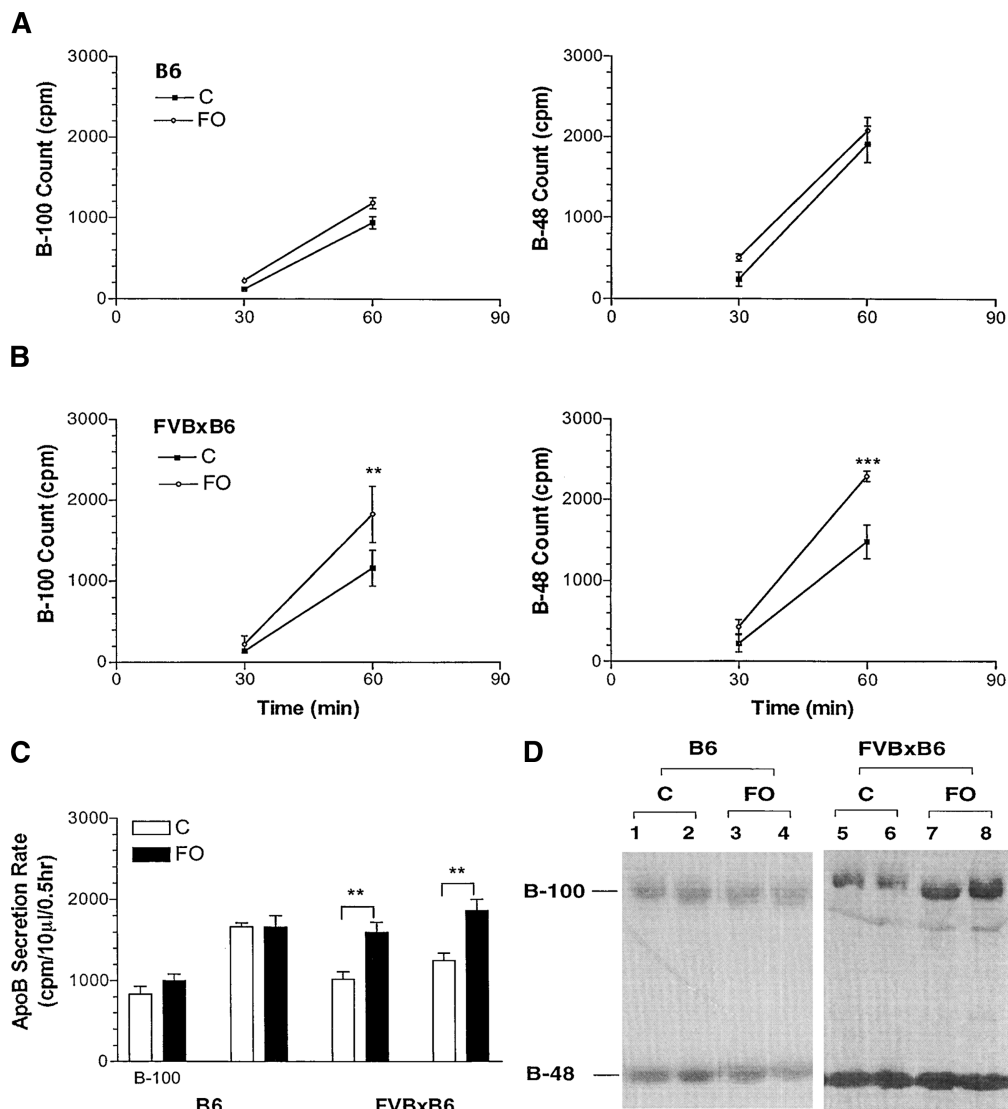 A
B6
C
FO
B-100 Count (cpm)
3000
2000
1000
0
0 30 60 90
B-48 Count (cpm)
3000
2000
1000
0
0 30 60 90
B
FVBxB6
C
FO
B-100 Count (cpm)
3000
2000
1000
0
**
0 30 60 90
Time (min)
B-48 Count (cpm)
3000
2000
1000
0
***
0 30 60 90
Time (min)
C
C
FO
ApoB Secretion Rate
(cpm/10μl/0.5hr)
3000
2000
1000
0
**
**
B-100
B6 FVBxB6
D
B6 FVBxB6
C FO C FO
1 2 3 4 5 6 7 8
B-100
B-48